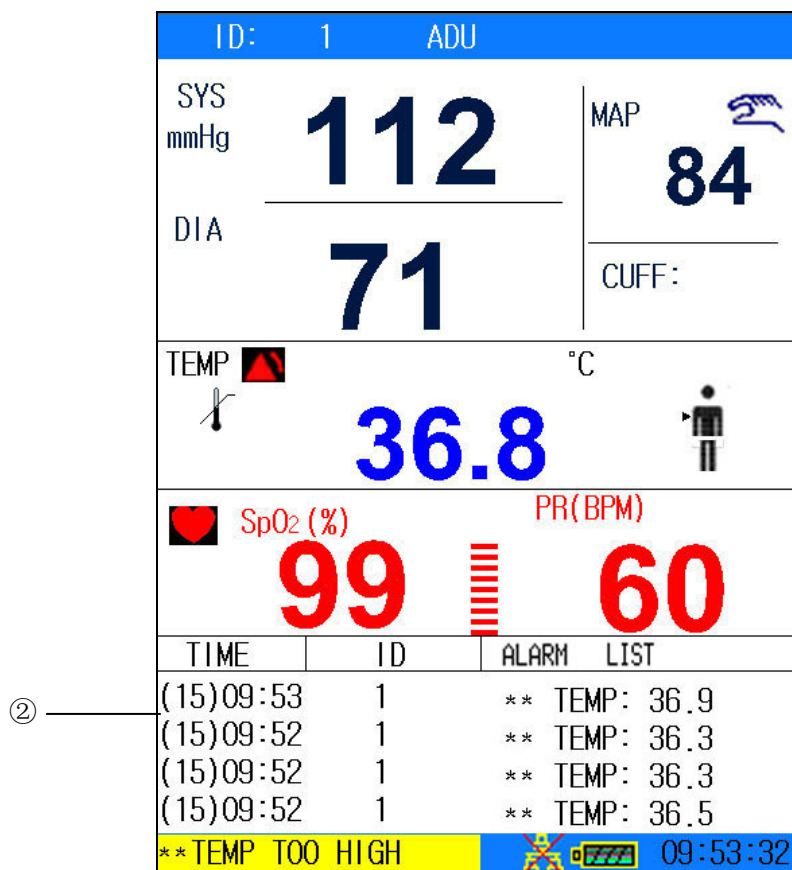 ID: 1 ADU
SYS
mmHg
112
MAP
84
DIA
71
CUFF:
TEMP
°C
36.8
SpO2 (%)
PR(BPM)
99
60
TIME ID ALARM LIST
② (15)09:53 1 ** TEMP: 36.9
(15)09:52 1 ** TEMP: 36.3
(15)09:52 1 ** TEMP: 36.3
(15)09:52 1 ** TEMP: 36.5
**TEMP TOO HIGH 09:53:32